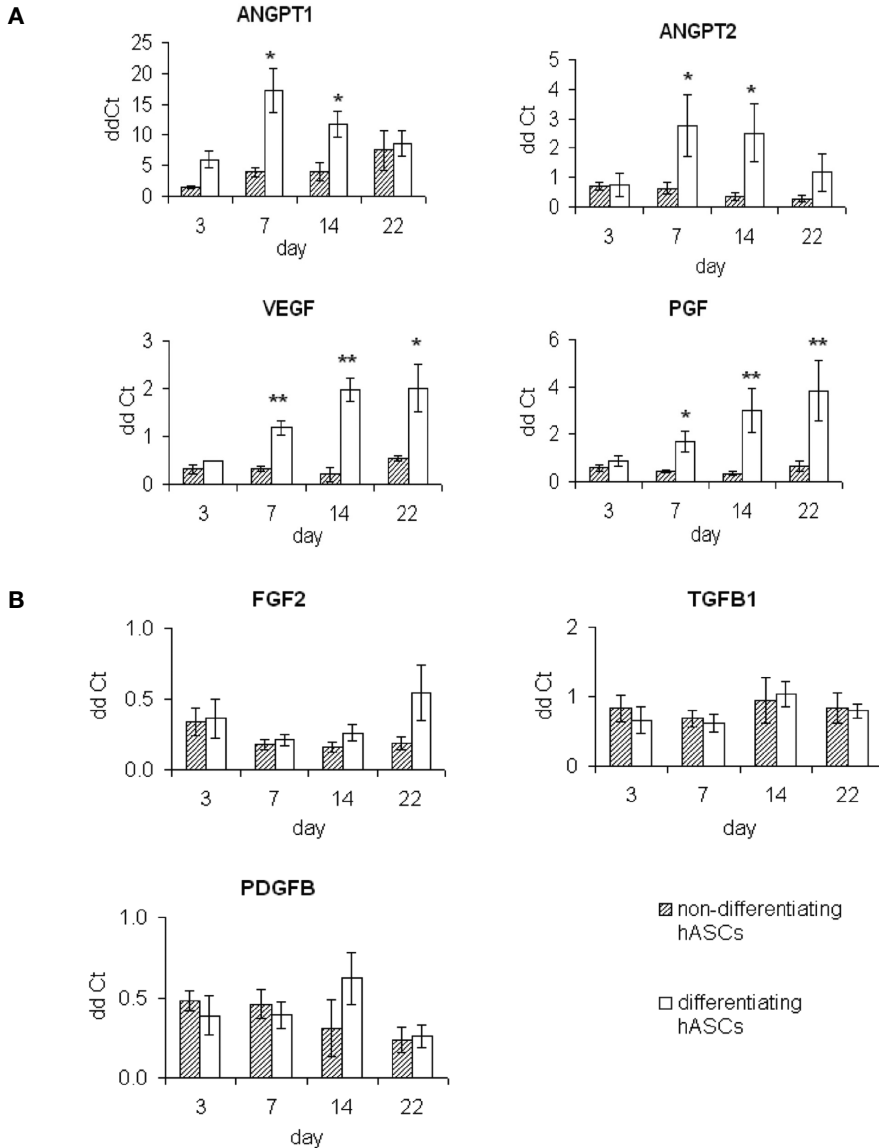 A
ANGPT1
ddCt
25
20
15
10
5
0
*
*
3 7 14 22
day
ANGPT2
dd Ct
5
4
3
2
1
0
*
*
3 7 14 22
day
VEGF
dd Ct
3
2
1
0
**
**
*
3 7 14 22
day
PGF
dd Ct
6
4
2
0
*
**
**
3 7 14 22
day
B
FGF2
dd Ct
1.0
0.5
0.0
3 7 14 22
day
TGFB1
dd Ct
2
1
0
3 7 14 22
day
PDGFB
dd Ct
1.0
0.5
0.0
3 7 14 22
day
non-differentiating
hASCs
differentiating
hASCs